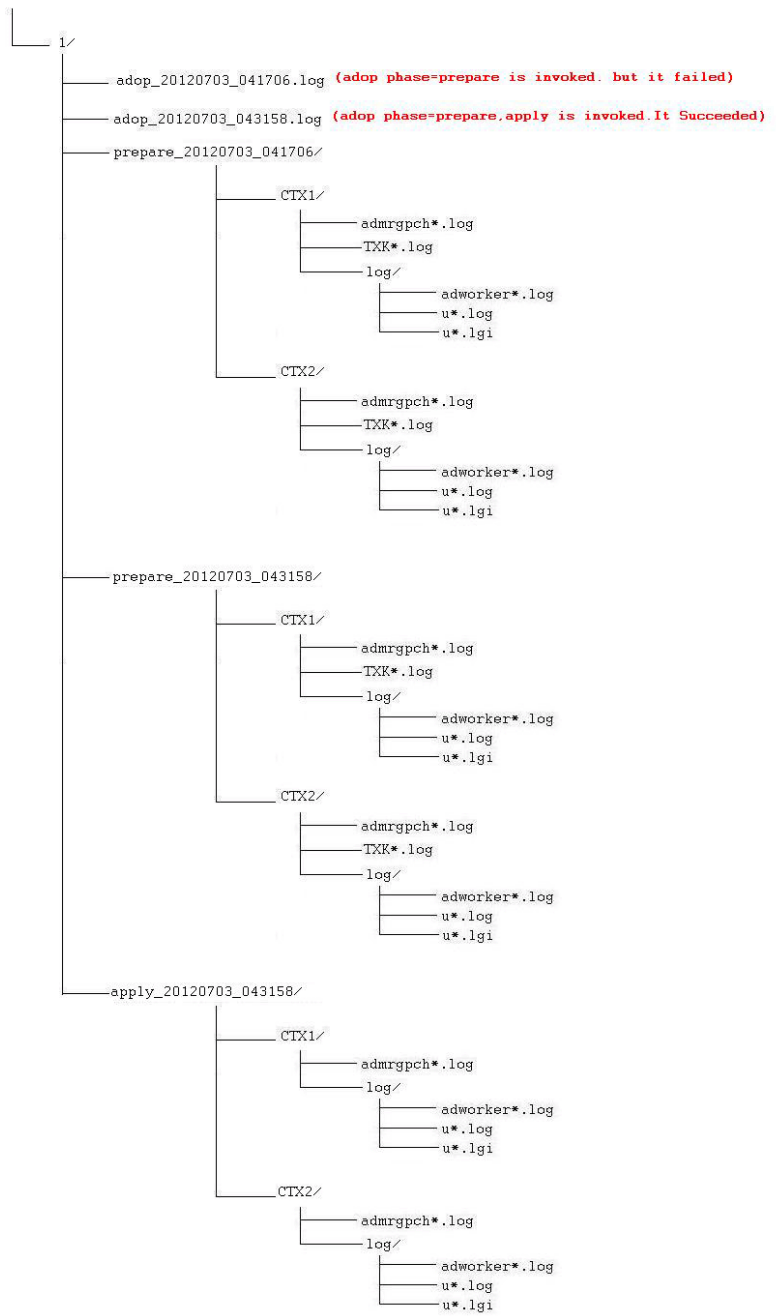 1/
adop_20120703_041706.log (adop phase=prepare is invoked. but it failed)
adop_20120703_043158.log (adop phase=prepare,apply is invoked.It Succeeded)
prepare_20120703_041706/
CTX1/
admrgpch*.log
TXK*.log
log/
adworker*.log
u*.log
u*.lgi
CTX2/
admrgpch*.log
TXK*.log
log/
adworker*.log
u*.log
u*.lgi
prepare_20120703_043158/
CTX1/
admrgpch*.log
TXK*.log
log/
adworker*.log
u*.log
u*.lgi
CTX2/
admrgpch*.log
TXK*.log
log/
adworker*.log
u*.log
u*.lgi
apply_20120703_043158/
CTX1/
admrgpch*.log
log/
adworker*.log
u*.log
u*.lgi
CTX2/
admrgpch*.log
log/
adworker*.log
u*.log
u*.lgi